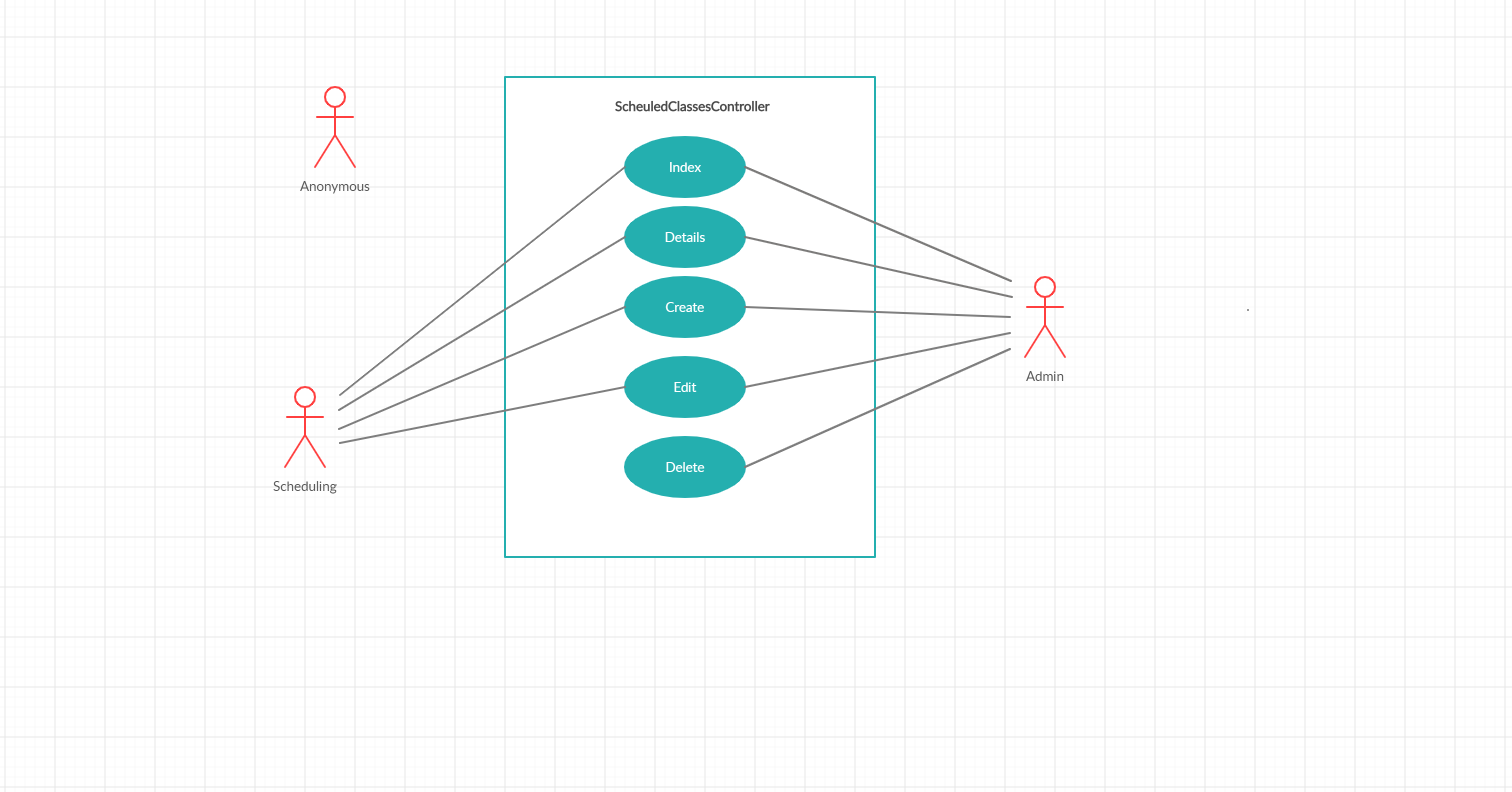 ScheuledClassesController
Anonymous
Index
Details
Create
Edit
Delete
Admin
Scheduling